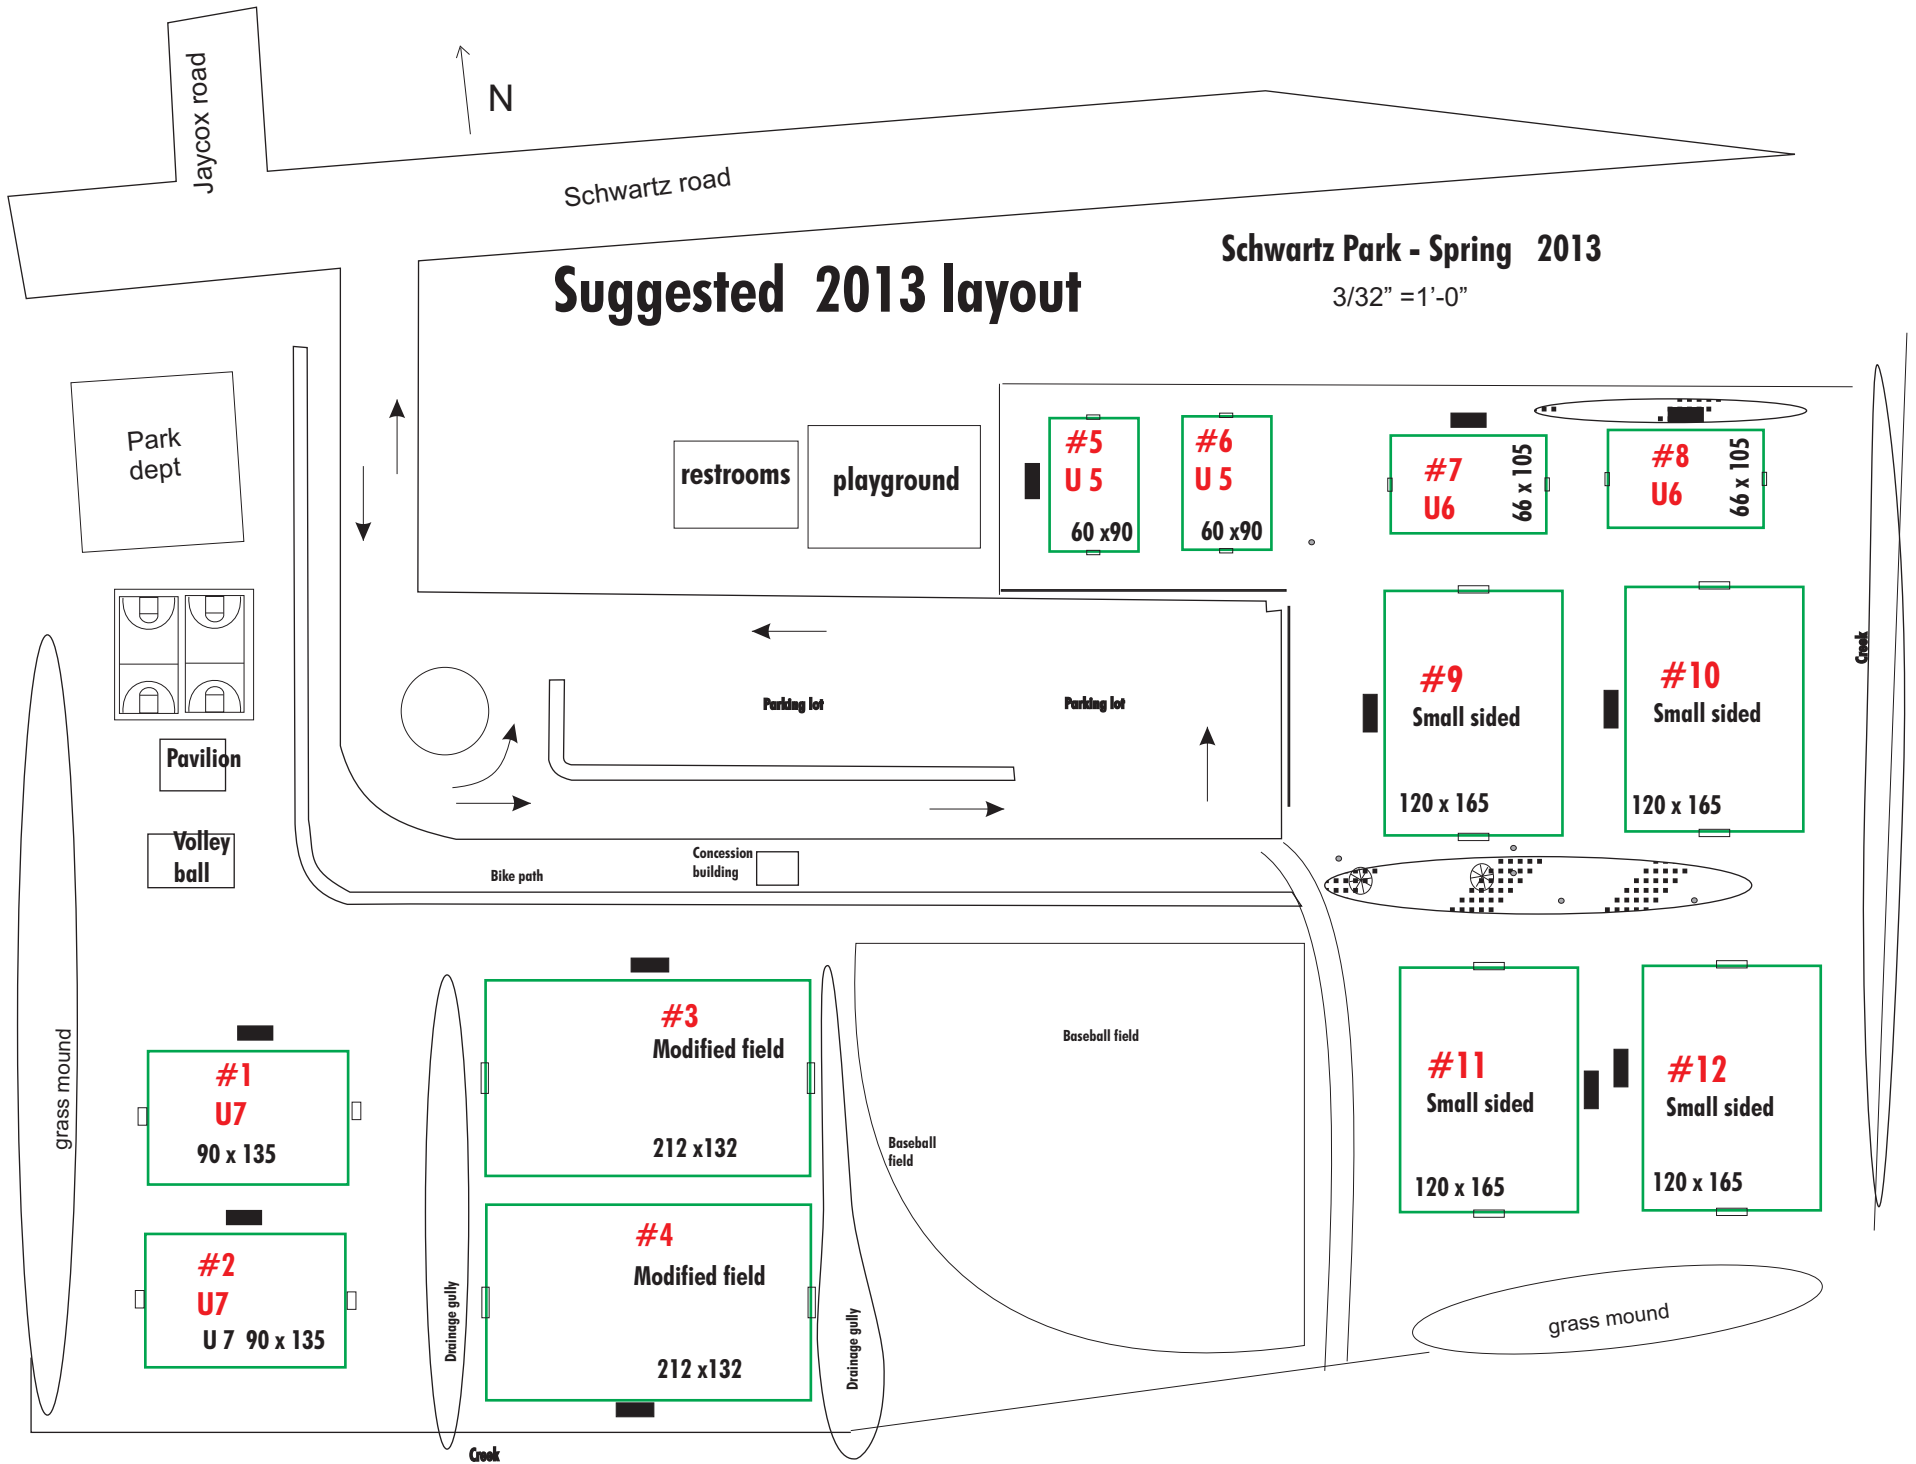 Jaycox road
N
Schwartz road
Schwartz Park - Spring 2013
3/32” =1’-0”
Suggested 2013 layout
Park
dept
restrooms
playground
#5
U 5
60 x90
#6
U 5
60 x90
#7
U6
66 x 105
#8
U6
66 x 105
Creek
#9
Small sided
120 x 165
#10
Small sided
120 x 165
Parking lot
Parking lot
Pavilion
Volley
ball
Concession
building
Bike path
grass mound
#1
U7
90 x 135
#2
U7
U 7 90 x 135
Drainage gully
#3
Modified field
212 x132
#4
Modified field
212 x132
Drainage gully
Baseball field
Baseball
field
#11
Small sided
120 x 165
#12
Small sided
120 x 165
grass mound
Creek